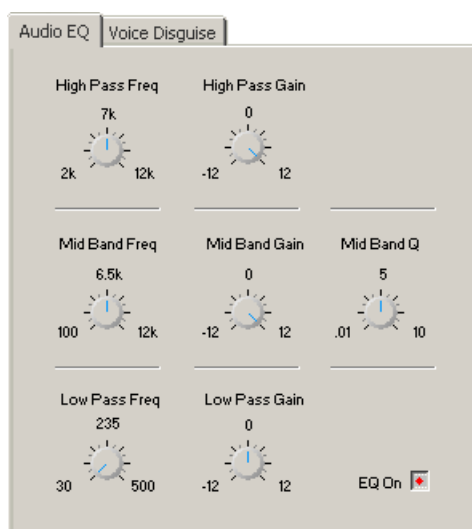 Audio EQ Voice Disguise
High Pass Freq High Pass Gain
7k 0
2k 12k -12 12
Mid Band Freq Mid Band Gain Mid Band Q
6.5k 0 5
100 12k -12 12 .01 10
Low Pass Freq Low Pass Gain
235 0
30 500 -12 12 EQ On